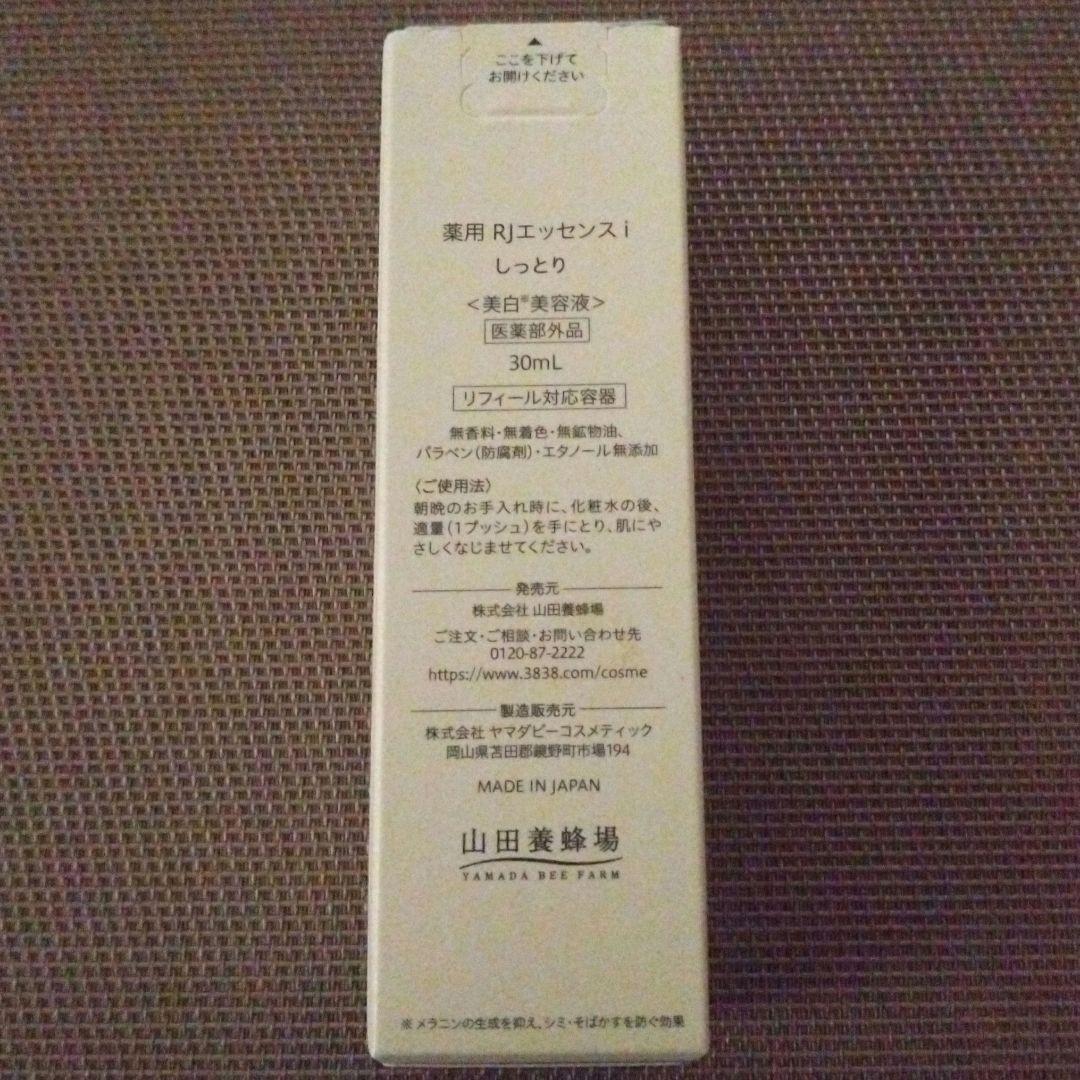 ▲
ここを下げて
お開けください
薬用 RJエッセンス i
しっとり
＜美白※美容液＞
医薬部外品
30mL
リフィール対応容器
無香料・無着色・無鉱物油、
パラベン(防腐剤)・エタノール無添加
〈ご使用法〉
朝晩のお手入れ時に、化粧水の後、
適量(1プッシュ)を手にとり、肌にや
さしくなじませてください。
発売元
株式会社 山田養蜂場
ご注文・ご相談・お問い合わせ先
0120-87-2222
https://www.3838.com/cosme
製造販売元
株式会社 ヤマダビーコスメティック
岡山県苫田郡鏡野町市場194
MADE IN JAPAN
山田養蜂場
YAMADA BEE FARM
※メラニンの生成を抑え、シミ・そばかすを防ぐ効果